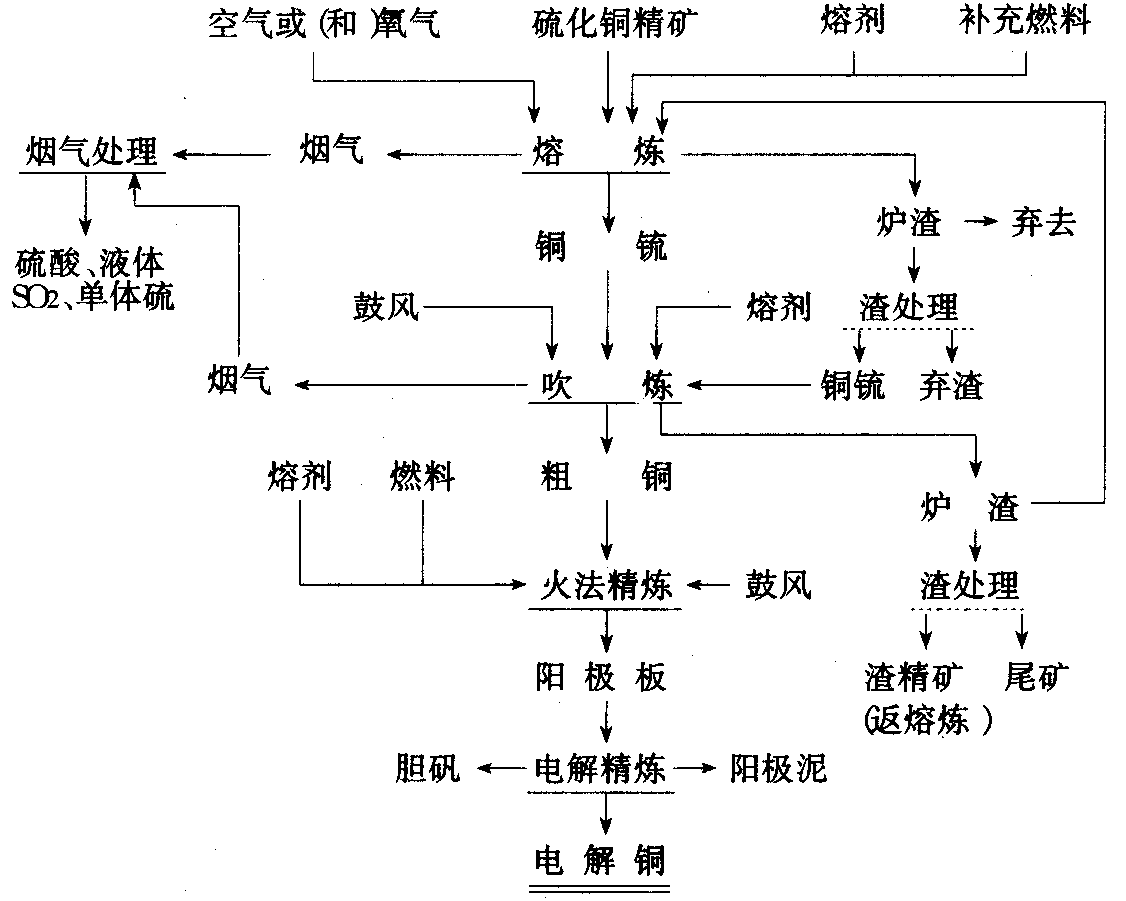 空气或(和)氧气 硫化铜精矿 熔剂 补充燃料
烟气处理 烟气 熔 炼
炉渣 弃去
铜 锍
硫酸、液体
SO2、单体硫
鼓风 熔剂 渣处理
烟气 吹 炼 铜锍 弃渣
熔剂 燃料 粗 铜
炉 渣
火法精炼 鼓风 渣处理
阳 极 板 渣精矿 尾矿
(返熔炼)
胆矾 电解精炼 阳极泥
电 解 铜